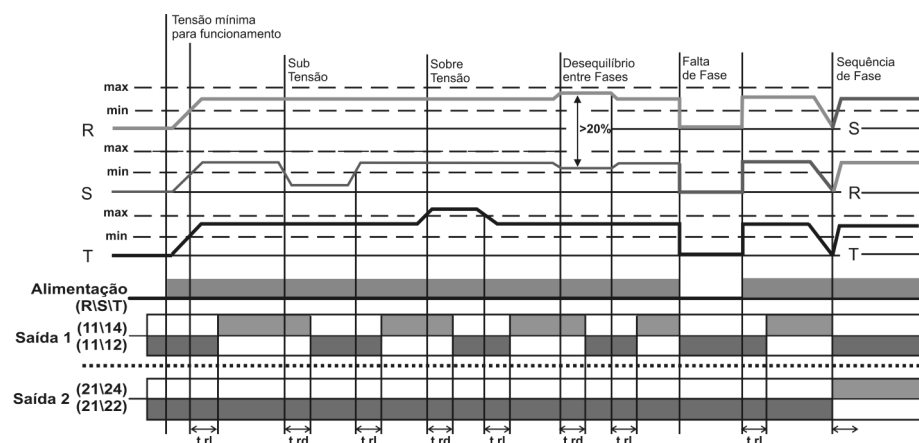 Tensão mínima
para funcionamento
Sub
Tensão
Sobre
Tensão
Desequilíbrio
entre Fases
Falta
de Fase
Sequência
de Fase
max
min
R
>20%
S
max
min
S
R
max
min
T
T
Alimentação
(R\S\T)
Saída 1 (11\14)
(11\12)
Saída 2 (21\24)
(21\22)
t rl
t rd
t rl
t rd
t rl
t rd
t rl
t rl